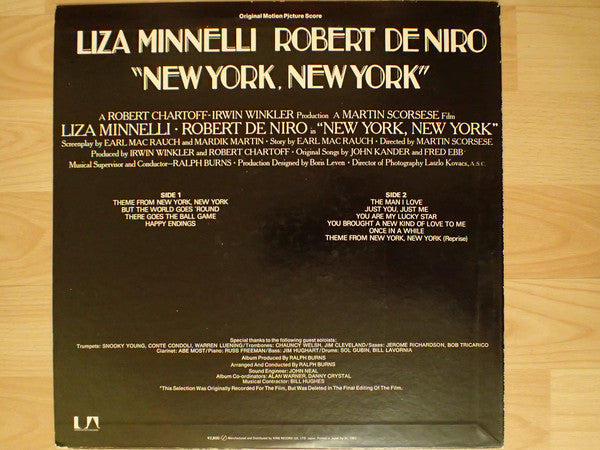 Original Motion Picture Score
LIZA MINNELLI ROBERT DE NIRO
"NEW YORK, NEW YORK"
A ROBERT CHARTOFF-IRWIN WINKLER Production A MARTIN SCORSESE Film
LIZA MINNELLI · ROBERT DE NIRO in "NEW YORK, NEW YORK"
Screenplay by EARL MAC RAUCH and MARDIK MARTIN · Story by EARL MAC RAUCH · Directed by MARTIN SCORSESE
Produced by IRWIN WINKLER and ROBERT CHARTOFF · Original Songs by JOHN KANDER and FRED EBB
Musical Supervisor and Conductor—RALPH BURNS · Production Designed by Boris Leven · Director of Photography Laszlo Kovacs, A.S.C.
SIDE 1
THEME FROM NEW YORK, NEW YORK
BUT THE WORLD GOES 'ROUND
THERE GOES THE BALL GAME
HAPPY ENDINGS
SIDE 2
THE MAN I LOVE
JUST YOU, JUST ME
YOU ARE MY LUCKY STAR
YOU BROUGHT A NEW KIND OF LOVE TO ME
ONCE IN A WHILE
THEME FROM NEW YORK, NEW YORK (Reprise)
Special thanks to the following guest soloists:
Trumpets: SNOOKY YOUNG, CONTE CONDOLI, WARREN LUENING/Trombones: CHAUNCY WELSH, JIM CLEVELAND/Saxes: JEROME RICHARDSON, BOB TRICARICO
Clarinet: ABE MOST/Piano: RUSS FREEMAN/Bass: JIM HUGHART/Drums: SOL GUBIN, BILL LAVORNIA
Album Produced By RALPH BURNS
Arranged And Conducted By RALPH BURNS
Sound Engineer: JOHN NEAL
Album Co-ordinators: ALAN WARNER, DANNY CRYSTAL
Musical Contractor: BILL HUGHES
*This Selection Was Originally Recorded For The Film, But Was Deleted In The Final Editing Of The Film.
UA
Manufactured and Distributed by KING RECORD CO. LTD. Japan